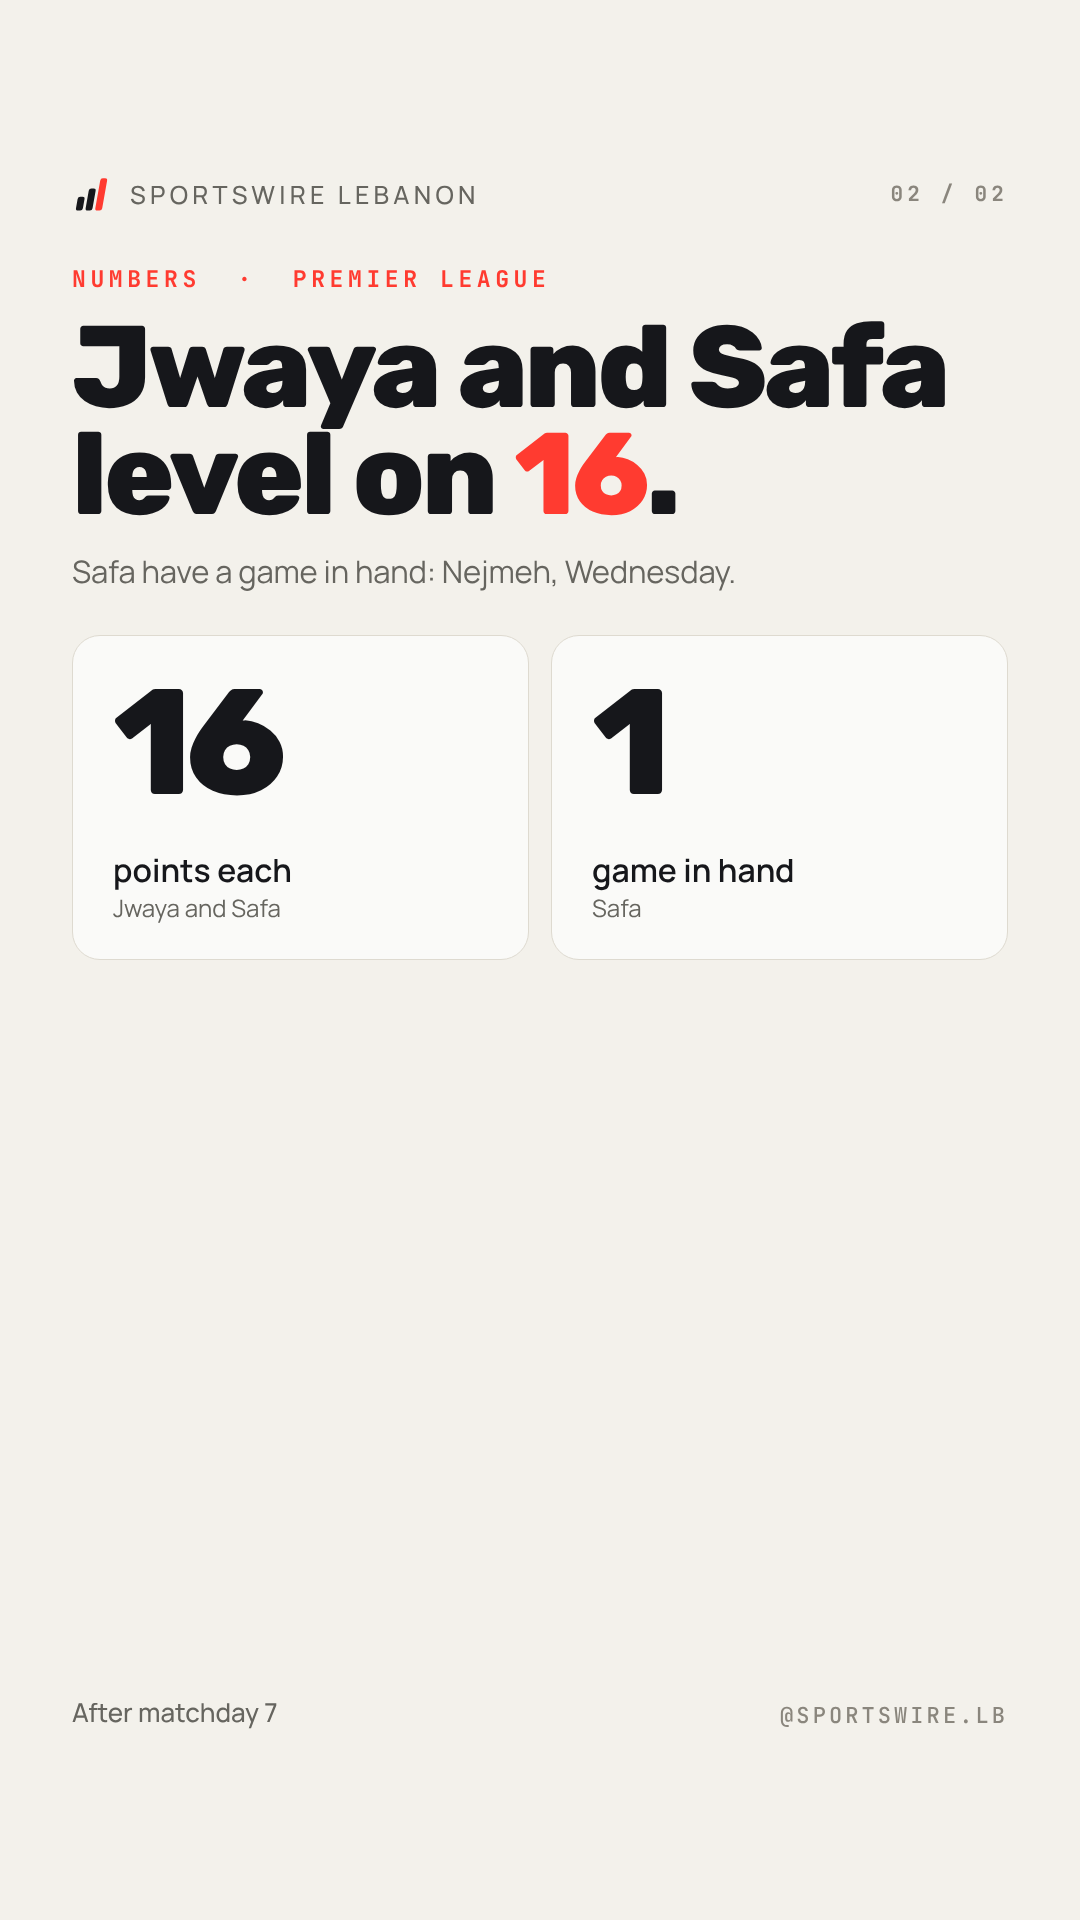 SPORTSWIRE LEBANON
02 / 02
NUMBERS · PREMIER LEAGUE
Jwaya and Safa
level on 16.
Safa have a game in hand: Nejmeh, Wednesday.
16
points each
Jwaya and Safa
1
game in hand
Safa
After matchday 7
@SPORTSWIRE.LB